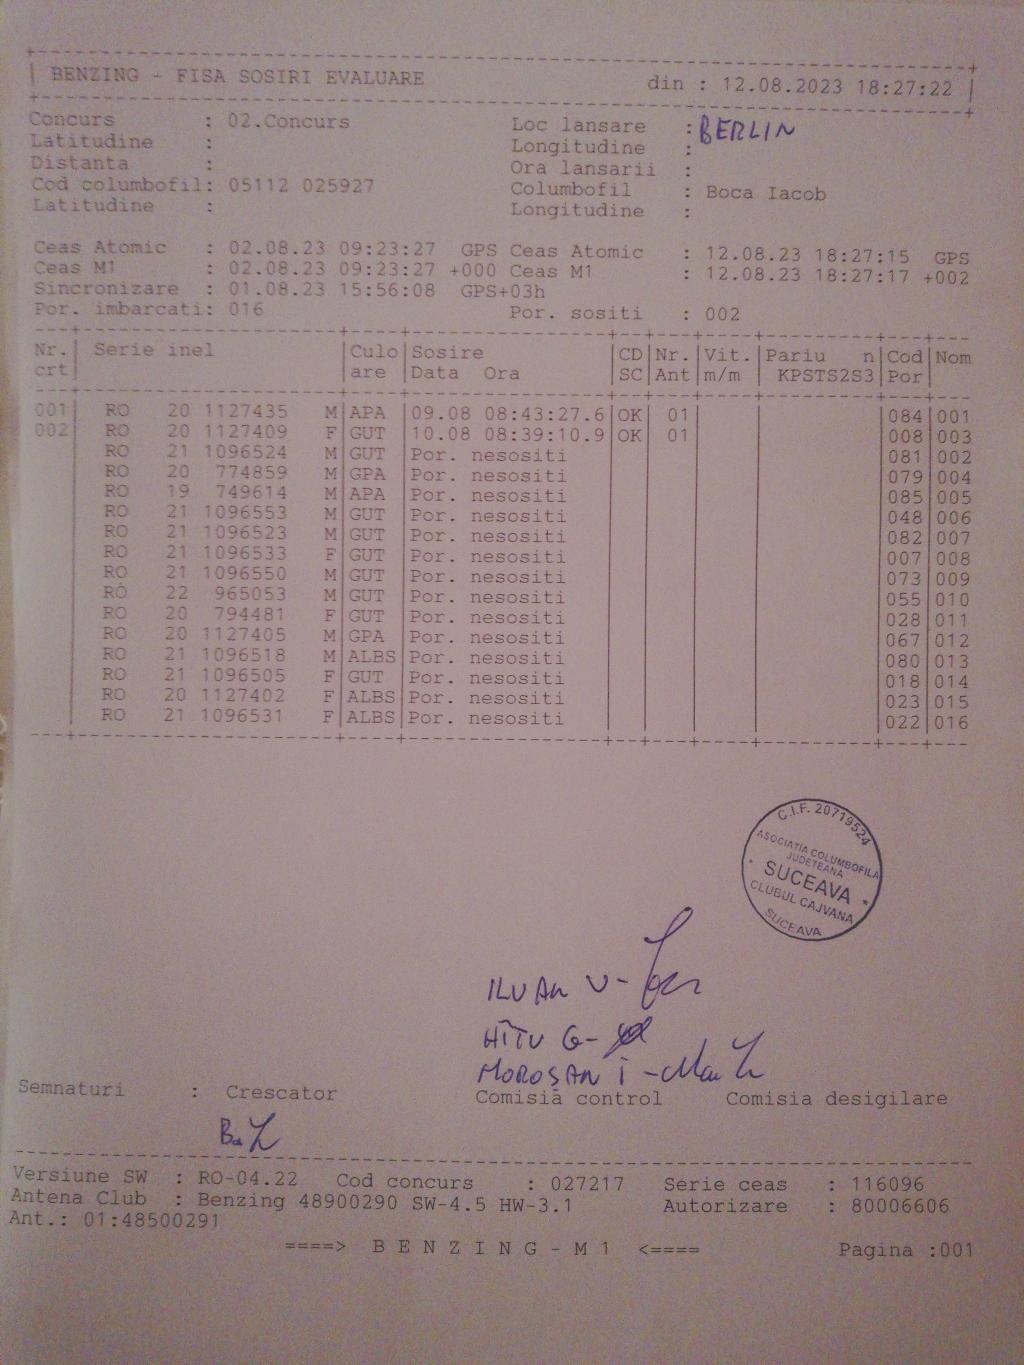 BENZING - FISA SOSIRI EVALUARE din : 12.08.2023 18:27:22
Concurs : 02.Concurs Loc lansare : BERLIN
Latitudine : Longitudine :
Distanta : Ora lansarii :
Cod columbofil: 05112 025927 Columbofil : Boca Iacob
Latitudine : Longitudine :
Ceas Atomic : 02.08.23 09:23:27 GPS Ceas Atomic : 12.08.23 18:27:15 GPS
Ceas M1 : 02.08.23 09:23:27 +000 Ceas M1 : 12.08.23 18:27:17 +002
Sincronizare : 01.08.23 15:56:08 GPS+03h
Por. imbarcati: 016 Por. sositi : 002
Nr. Serie inel Culo Sosire CD Nr. Vit. Pariu n Cod Nom
crt are Data Ora SC Ant m/m KPSTS2S3 Por
001 RO 20 1127435 M APA 09.08 08:43:27.6 OK 01 084 001
002 RO 20 1127409 F GUT 10.08 08:39:10.9 OK 01 008 003
RO 21 1096524 M GUT Por. nesositi 081 002
RO 20 774859 M GPA Por. nesositi 079 004
RO 19 749614 M APA Por. nesositi 085 005
RO 21 1096553 M GUT Por. nesositi 048 006
RO 21 1096523 M GUT Por. nesositi 082 007
RO 21 1096533 F GUT Por. nesositi 007 008
RO 21 1096550 M GUT Por. nesositi 073 009
RO 22 965053 M GUT Por. nesositi 055 010
RO 20 794481 F GUT Por. nesositi 028 011
RO 20 1127405 M GPA Por. nesositi 067 012
RO 21 1096518 M ALBS Por. nesositi 080 013
RO 21 1096505 F GUT Por. nesositi 018 014
RO 20 1127402 F ALBS Por. nesositi 023 015
RO 21 1096531 F ALBS Por. nesositi 022 016
C.I.F. 20719524
ASOCIATIA COLUMBOFILA
JUDETEANA
SUCEAVA
CLUBUL CAJVANA
SUCEAVA
ILVAN V-
HÎTU G-
MOROȘAN i -
Semnaturi : Crescator Comisia control Comisia desigilare
Versiune SW : RO-04.22 Cod concurs : 027217 Serie ceas : 116096
Antena Club : Benzing 48900290 SW-4.5 HW-3.1 Autorizare : 80006606
Ant.: 01:48500291
====> B E N Z I N G - M 1 <==== Pagina :001